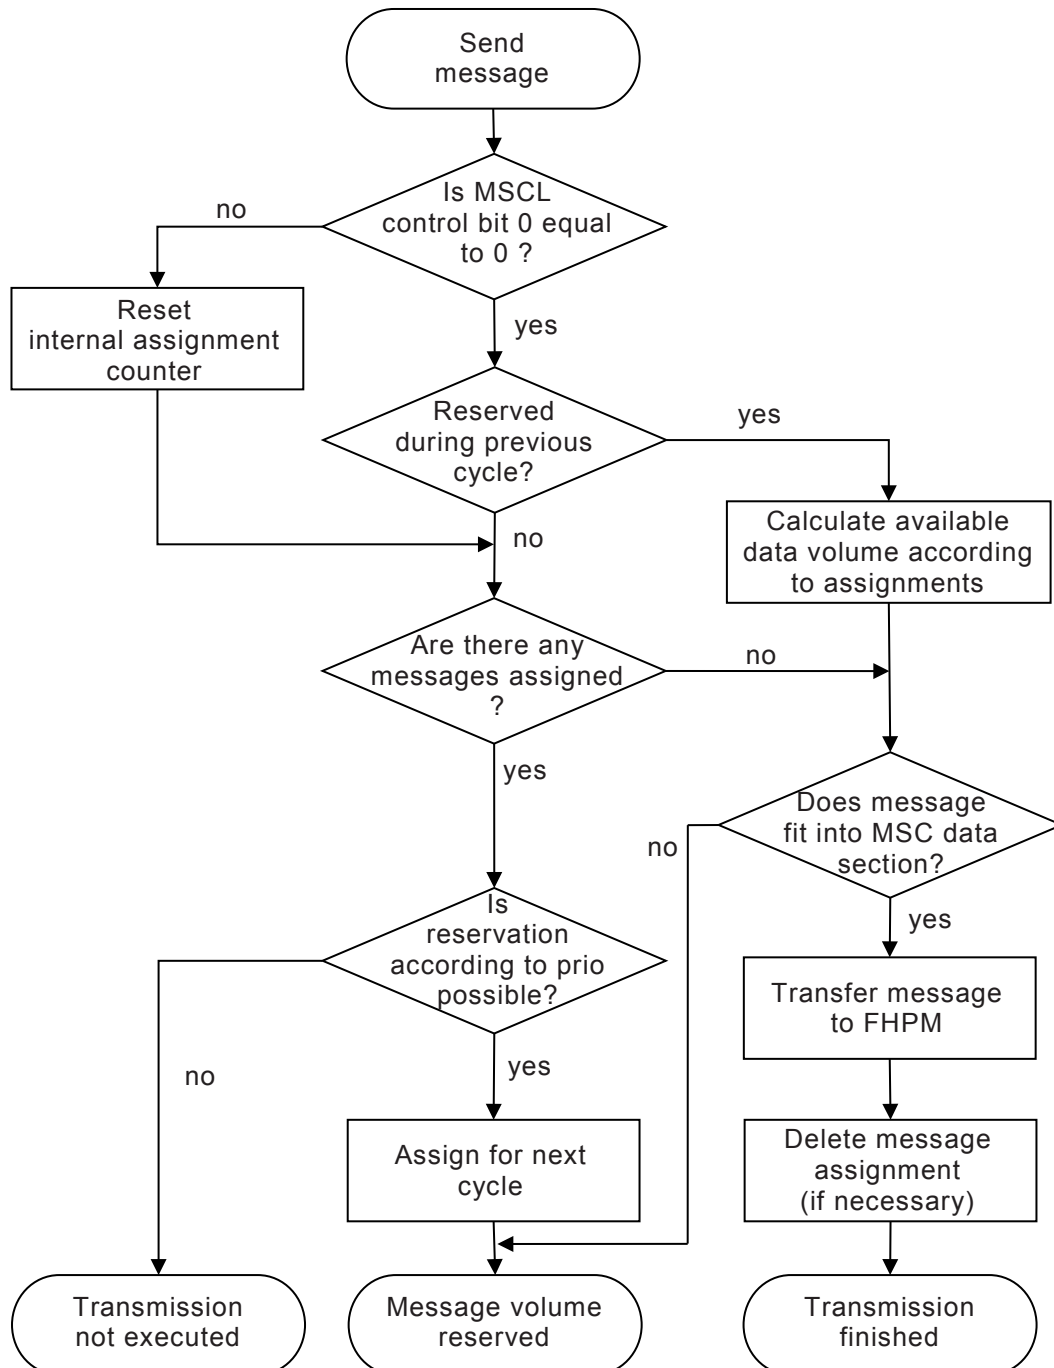 Send
message
Is MSCL
control bit 0 equal
to 0 ?
no
Reset
internal assignment
counter
yes
Reserved
during previous
cycle?
yes
no
Calculate available
data volume according
to assignments
Are there any
messages assigned
?
no
yes
Does message
fit into MSC data
section?
no
yes
Is
reservation
according to prio
possible?
Transfer message
to FHPM
no
yes
Assign for next
cycle
Delete message
assignment
(if necessary)
Transmission
not executed
Message volume
reserved
Transmission
finished